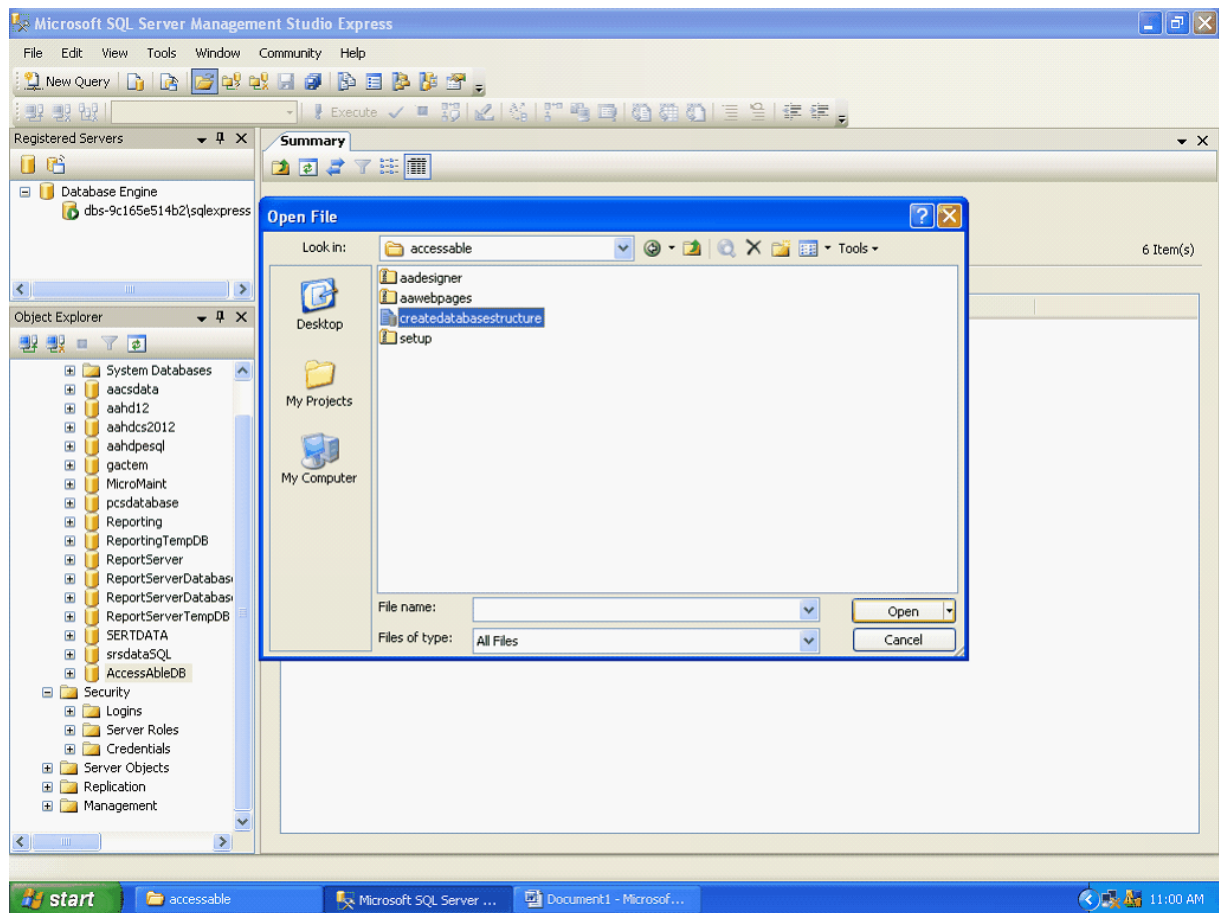 Microsoft SQL Server Management Studio Express
File Edit View Tools Window Community Help
New Query
Execute
Registered Servers
Database Engine
dbs-9c165e514b2\sqlexpress
Summary
6 Item(s)
Open File
Look in: accessable Tools
Desktop
My Projects
My Computer
aadesigner
aawebpages
createdatabasestructure
setup
File name:
Files of type: All Files
Open
Cancel
Object Explorer
System Databases
aacsdata
aahd12
aahdcs2012
aahdpesql
gactem
MicroMaint
pcsdatabase
Reporting
ReportingTempDB
ReportServer
ReportServerDatabas
ReportServerDatabas
ReportServerTempDB
SERTDATA
srsdataSQL
AccessAbleDB
Security
Logins
Server Roles
Credentials
Server Objects
Replication
Management
start accessable Microsoft SQL Server ... Document1 - Microsof... 11:00 AM